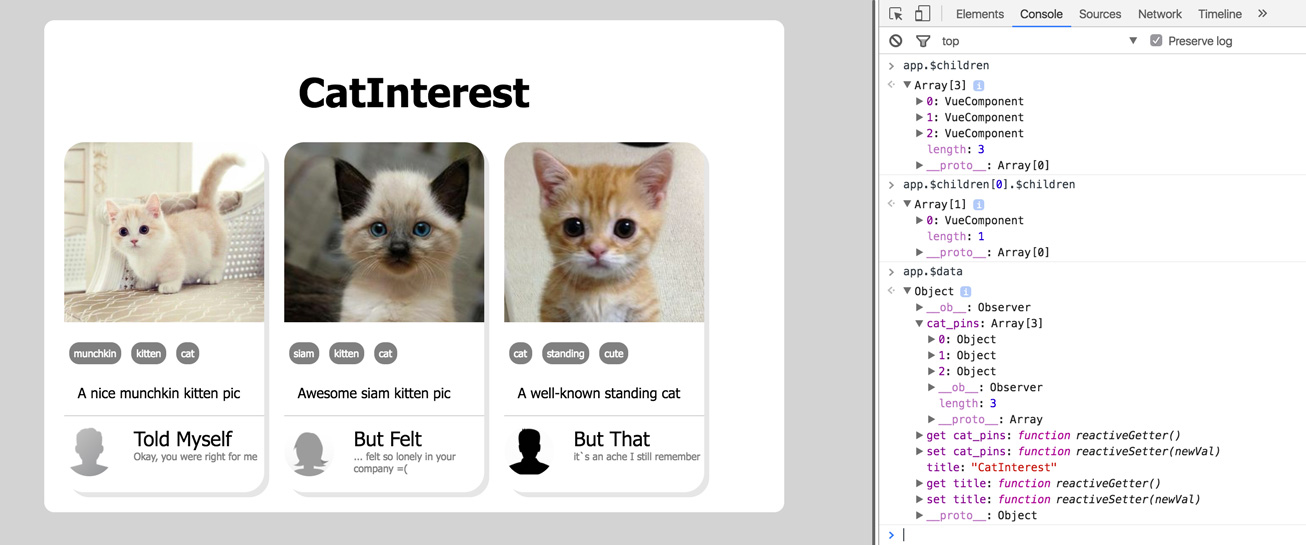 CatInterest
munchkin kitten cat
A nice munchkin kitten pic
Told Myself
Okay, you were right for me
siam kitten cat
Awesome siam kitten pic
But Felt
... felt so lonely in your
company =(
cat standing cute
A well-known standing cat
But That
it`s an ache I still remember
Elements Console Sources Network Timeline »
top ▼ Preserve log
> app.$children
▼ Array[3] i
▶ 0: VueComponent
▶ 1: VueComponent
▶ 2: VueComponent
length: 3
▶ __proto__: Array[0]
> app.$children[0].$children
▼ Array[1] i
▶ 0: VueComponent
length: 1
▶ __proto__: Array[0]
> app.$data
▼ Object i
▶ __ob__: Observer
▼ cat_pins: Array[3]
▶ 0: Object
▶ 1: Object
▶ 2: Object
▶ __ob__: Observer
length: 3
▶ __proto__: Array
▶ get cat_pins: function reactiveGetter()
▶ set cat_pins: function reactiveSetter(newVal)
title: "CatInterest"
▶ get title: function reactiveGetter()
▶ set title: function reactiveSetter(newVal)
▶ __proto__: Object
>